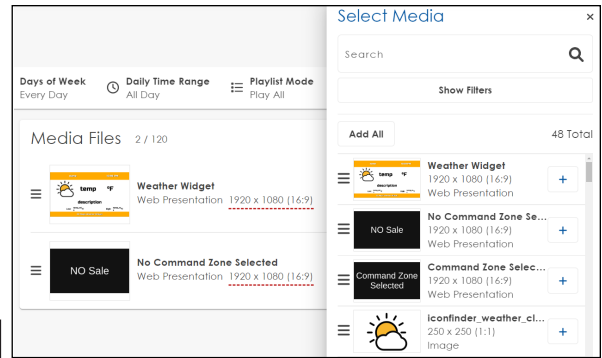 Select Media
×
Search
Show Filters
Days of Week
Every Day
Daily Time Range
All Day
Playlist Mode
Play All
Media Files 2 / 120
temp °F
description
Weather Widget
Web Presentation 1920 x 1080 (16:9)
NO Sale
No Command Zone Selected
Web Presentation 1920 x 1080 (16:9)
Add All
48 Total
temp °F
description
Weather Widget
1920 x 1080 (16:9)
Web Presentation
+
NO Sale
No Command Zone Se...
1920 x 1080 (16:9)
Web Presentation
+
Command Zone
Selected
Command Zone Selec...
1920 x 1080 (16:9)
Web Presentation
+
iconfinder_weather_cl...
250 x 250 (1:1)
Image
+